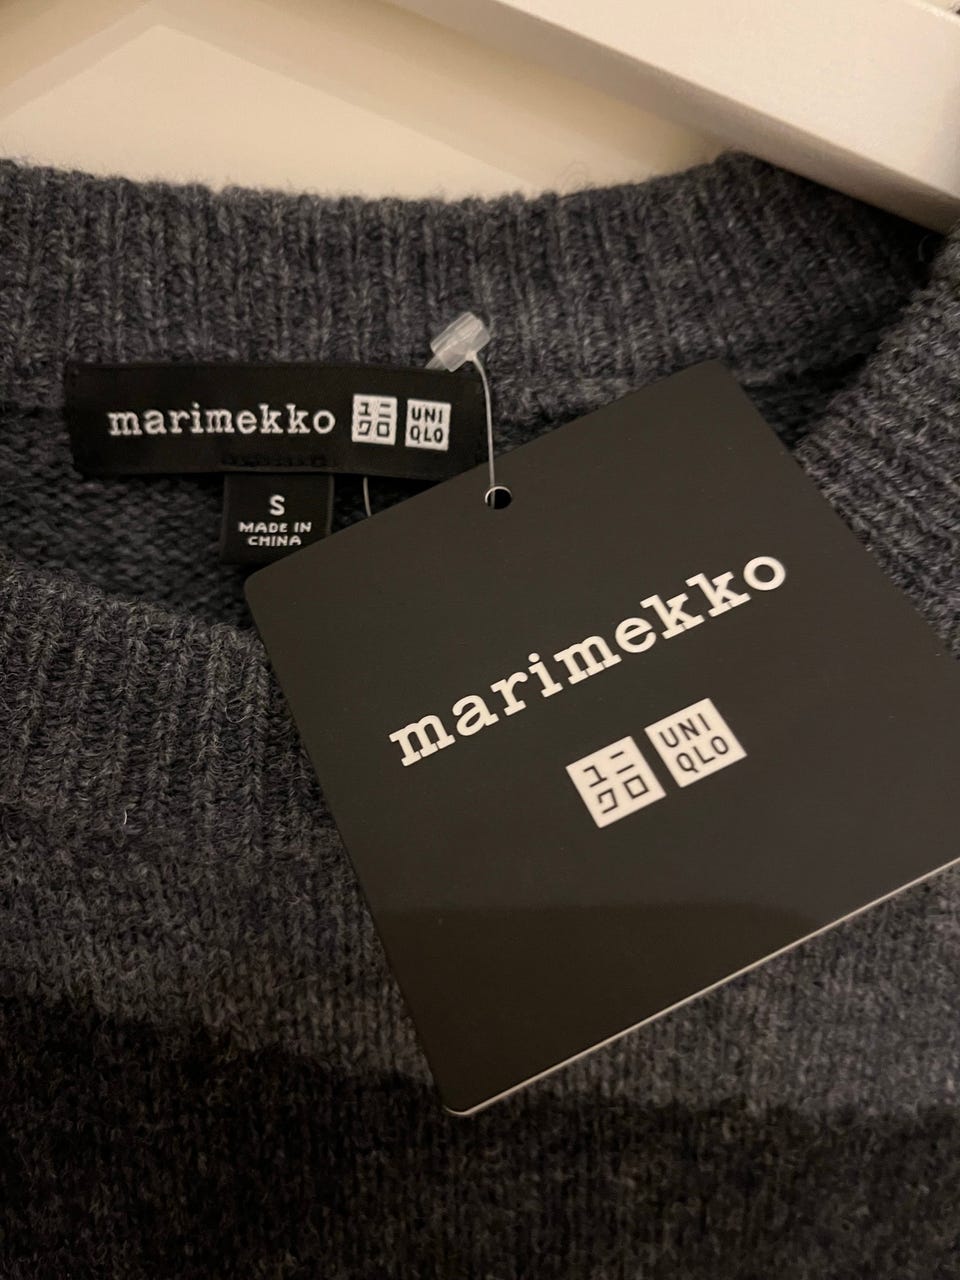 marimekko ユニ UNI
クロ QLO
S
MADE IN
CHINA
marimekko
ユニ UNI
クロ QLO